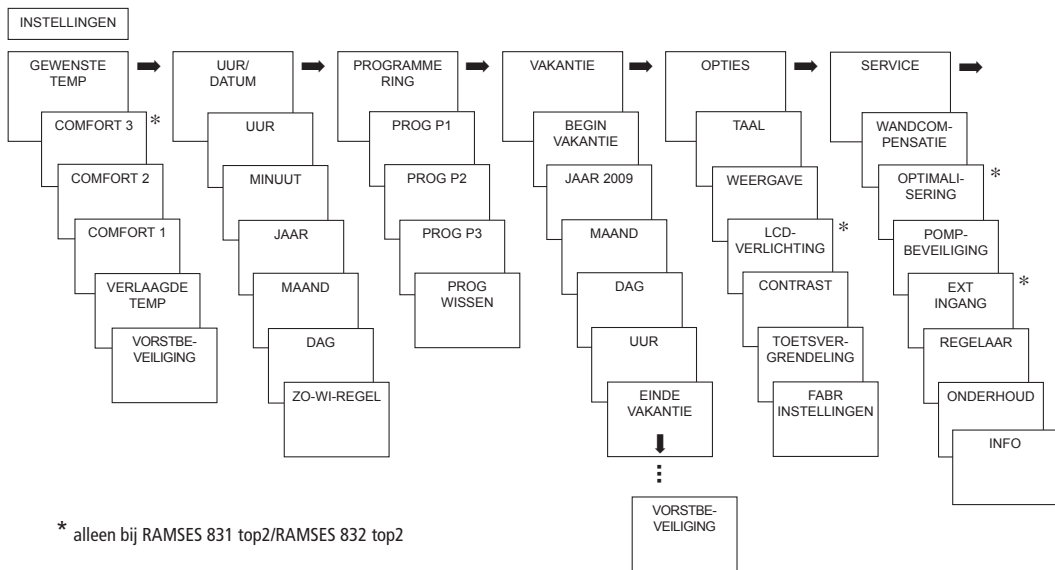 INSTELLINGEN
GEWENSTE
TEMP
COMFORT 3 *
COMFORT 2
COMFORT 1
VERLAAGDE
TEMP
VORSTBE-
VEILIGING
UUR/
DATUM
UUR
MINUUT
JAAR
MAAND
DAG
ZO-WI-REGEL
PROGRAMME
RING
PROG P1
PROG P2
PROG P3
PROG
WISSEN
VAKANTIE
BEGIN
VAKANTIE
JAAR 2009
MAAND
DAG
UUR
EINDE
VAKANTIE
VORSTBE-
VEILIGING
OPTIES
TAAL
WEERGAVE
LCD-
VERLICHTING *
CONTRAST
TOETSVER-
GRENDELING
FABR
INSTELLINGEN
SERVICE
WANDCOM-
PENSATIE
OPTIMALI- *
SERING
POMP-
BEVEILIGING
EXT *
INGANG
REGELAAR
ONDERHOUD
INFO
* alleen bij RAMSES 831 top2/RAMSES 832 top2